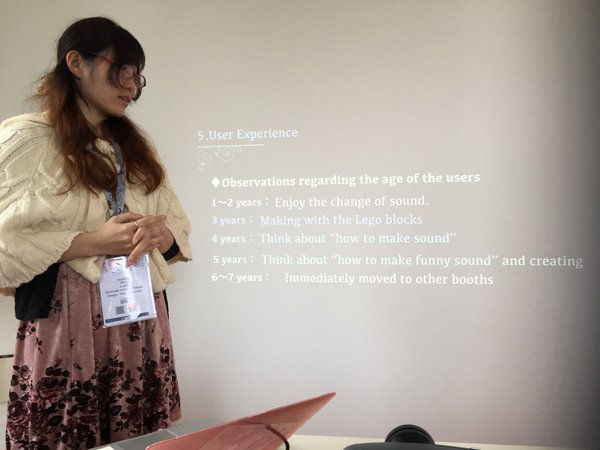 5.User Experience
♦Observations regarding the age of the users
1～2 years： Enjoy the change of sound.
3 years： Making with the Lego blocks
4 years： Think about “how to make sound”
5 years： Think about “how to make funny sound” and creating
6～7 years： Immediately moved to other booths